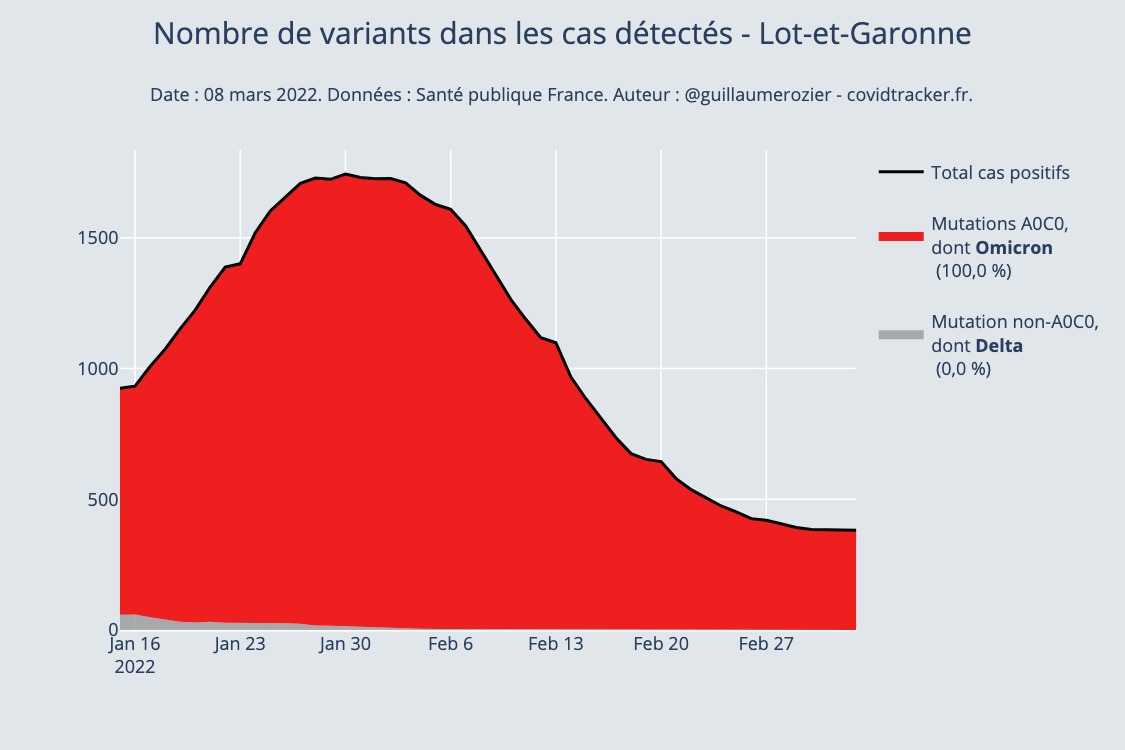 Nombre de variants dans les cas détectés - Lot-et-Garonne
Date : 08 mars 2022. Données : Santé publique France. Auteur : @guillaumerozier - covidtracker.fr.
Total cas positifs
Mutations A0C0,
dont Omicron
(100,0 %)
Mutation non-A0C0,
dont Delta
(0,0 %)
1500
1000
500
0
Jan 16 Jan 23 Jan 30 Feb 6 Feb 13 Feb 20 Feb 27
2022